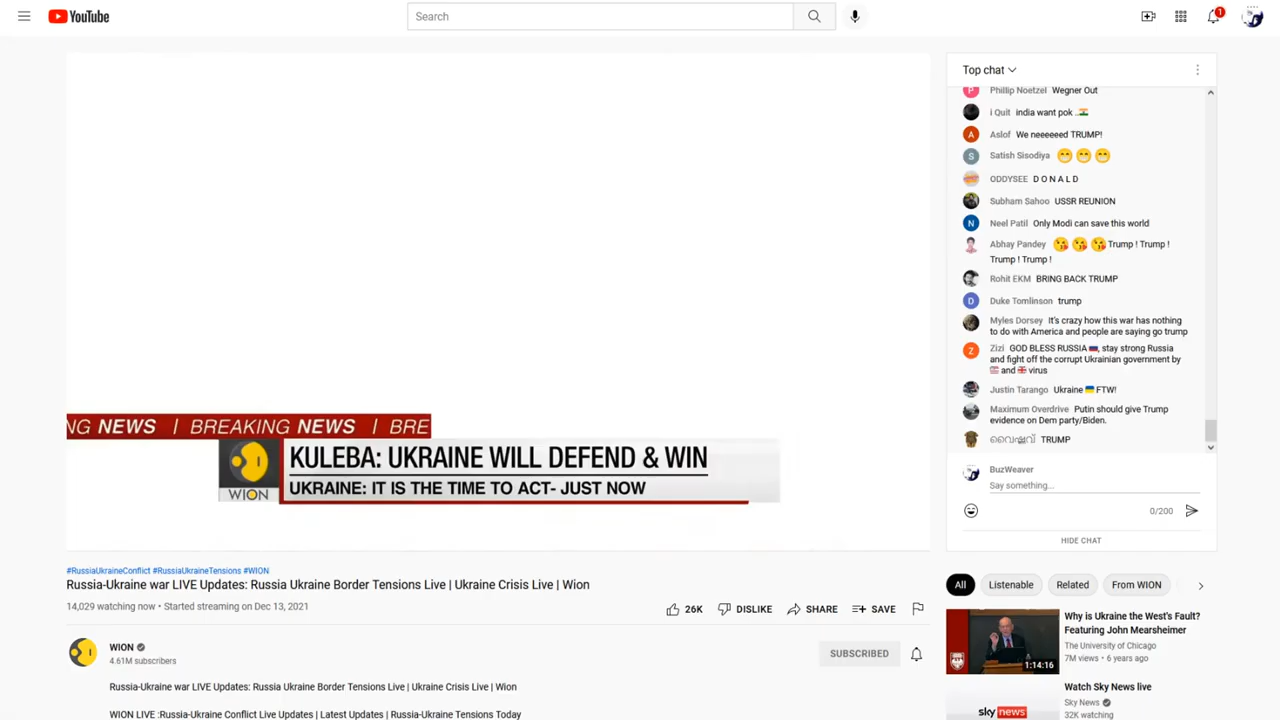 YouTube
Search
1
Top chat
Phillip Noetzel Wegner Out
i Quit india want pok ..
Aslof We neeeeeed TRUMP!
Satish Sisodiya
ODDYSEE D O N A L D
Subham Sahoo USSR REUNION
Neel Patil Only Modi can save this world
Abhay Pandey Trump ! Trump !
Trump ! Trump !
Rohit EKM BRING BACK TRUMP
Duke Tomlinson trump
Myles Dorsey It's crazy how this war has nothing
to do with America and people are saying go trump
Zizi GOD BLESS RUSSIA, stay strong Russia
and fight off the corrupt Ukrainian government by
and virus
Justin Tarango Ukraine FTW!
Maximum Overdrive Putin should give Trump
evidence on Dem party/Biden.
വൈഷ്ണവ് TRUMP
BuzWeaver
Say something...
0/200
HIDE CHAT
NG NEWS | BREAKING NEWS | BRE
WION
KULEBA: UKRAINE WILL DEFEND & WIN
UKRAINE: IT IS THE TIME TO ACT- JUST NOW
#RussiaUkraineConflict #RussiaUkraineTensions #WION
Russia-Ukraine war LIVE Updates: Russia Ukraine Border Tensions Live | Ukraine Crisis Live | Wion
14,029 watching now • Started streaming on Dec 13, 2021
26K DISLIKE SHARE SAVE
WION
4.61M subscribers
SUBSCRIBED
Russia-Ukraine war LIVE Updates: Russia Ukraine Border Tensions Live | Ukraine Crisis Live | Wion
WION LIVE :Russia-Ukraine Conflict Live Updates | Latest Updates | Russia-Ukraine Tensions Today
All Listenable Related From WION
Why is Ukraine the West's Fault?
Featuring John Mearsheimer
The University of Chicago
7M views • 6 years ago
1:14:16
Watch Sky News live
Sky News
32K watching
sky news